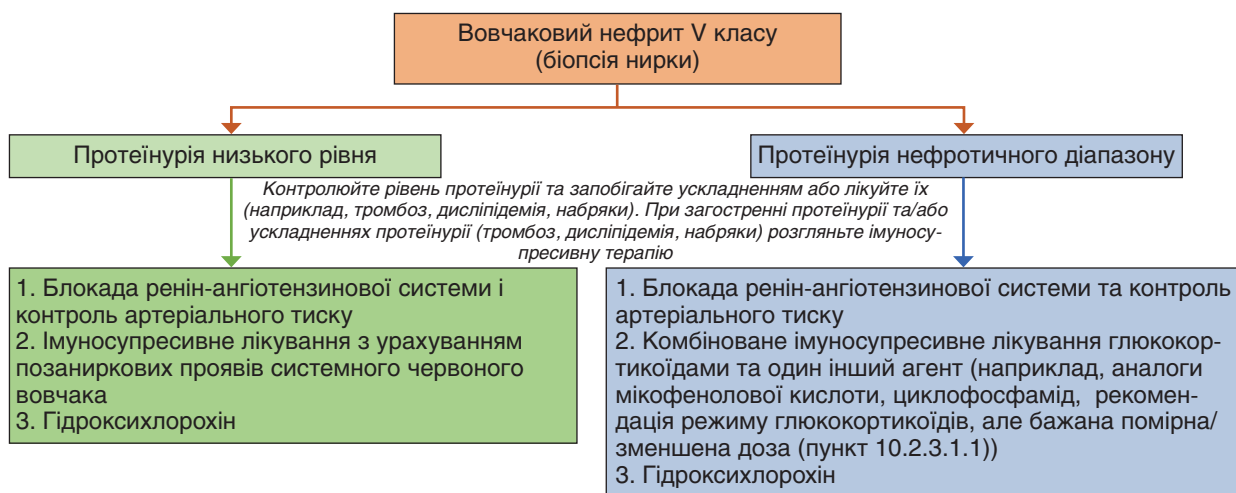 Вовчаковий нефрит V класу
(біопсія нирки)
Протеїнурія низького рівня
Протеїнурія нефротичного діапазону
Контролюйте рівень протеїнурії та запобігайте ускладненням або лікуйте їх
(наприклад, тромбоз, дисліпідемія, набряки). При загостренні протеїнурії та/або
ускладненнях протеїнурії (тромбоз, дисліпідемія, набряки) розгляньте імуносу-
пресивну терапію
1. Блокада ренін-ангіотензинової системи і
контроль артеріального тиску
2. Імуносупресивне лікування з урахуванням
позаниркових проявів системного червоного
вовчака
3. Гідроксихлорохін
1. Блокада ренін-ангіотензинової системи та контроль
артеріального тиску
2. Комбіноване імуносупресивне лікування глюкокор-
тикоїдами та один інший агент (наприклад, аналоги
мікофенолової кислоти, циклофосфамід, рекомен-
дація режиму глюкокортикоїдів, але бажана помірна/
зменшена доза (пункт 10.2.3.1.1))
3. Гідроксихлорохін